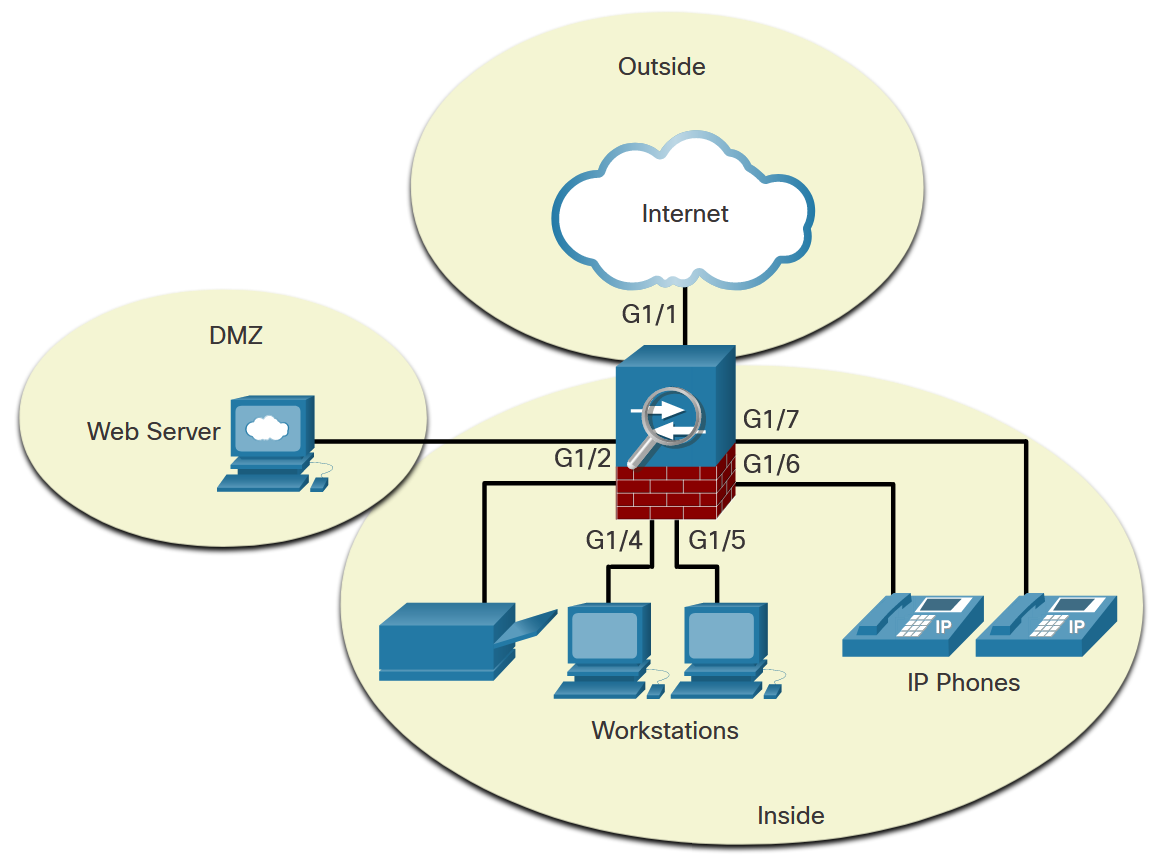 Outside
Internet
G1/1
DMZ
Web Server
G1/7
G1/2
G1/6
G1/4
G1/5
IP
IP
IP Phones
Workstations
Inside